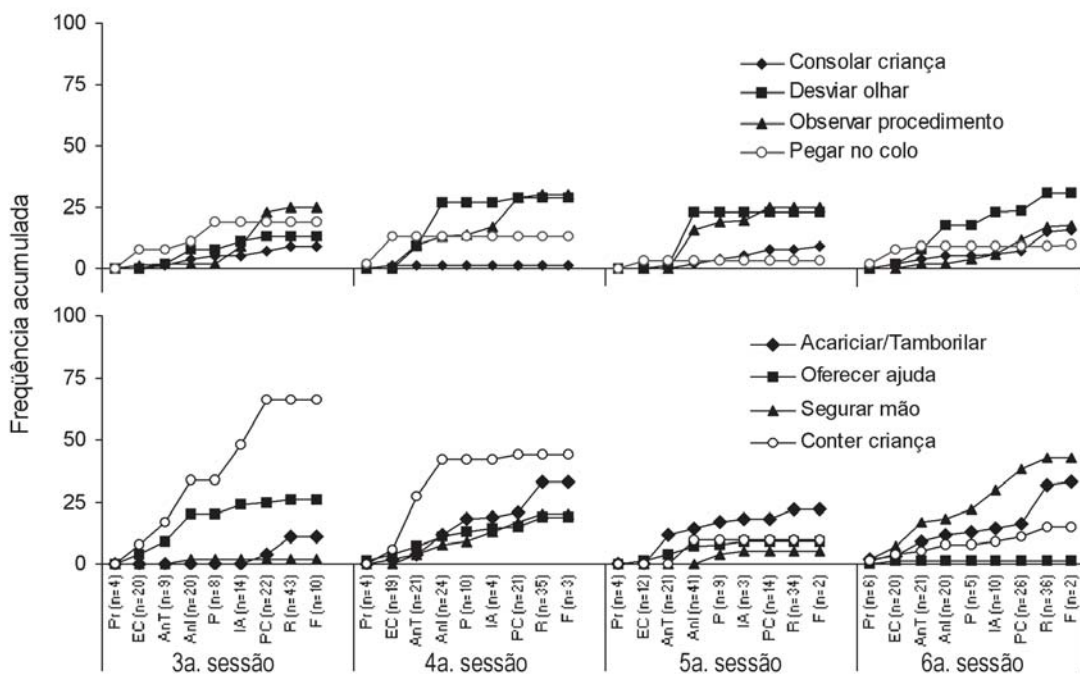 Freqüência acumulada
100
75
50
25
0
Consolar criança
Desviar olhar
Observar procedimento
Pegar no colo
100
75
50
25
0
Acariciar/Tamborilar
Oferecer ajuda
Segurar mão
Conter criança
Pr (n=4)
EC (n=20)
AnT (n=9)
AnI (n=20)
P (n=8)
IA (n=14)
PC (n=22)
R (n=43)
F (n=10)
Pr (n=4)
EC (n=19)
AnT (n=21)
AnI (n=24)
P (n=10)
IA (n=4)
PC (n=21)
R (n=35)
F (n=3)
Pr (n=4)
EC (n=12)
AnT (n=21)
AnI (n=41)
P (n=9)
IA (n=3)
PC (n=14)
R (n=34)
F (n=2)
Pr (n=6)
EC (n=20)
AnT (n=21)
AnI (n=20)
P (n=5)
IA (n=10)
PC (n=26)
R (n=36)
F (n=2)
3a. sessão
4a. sessão
5a. sessão
6a. sessão